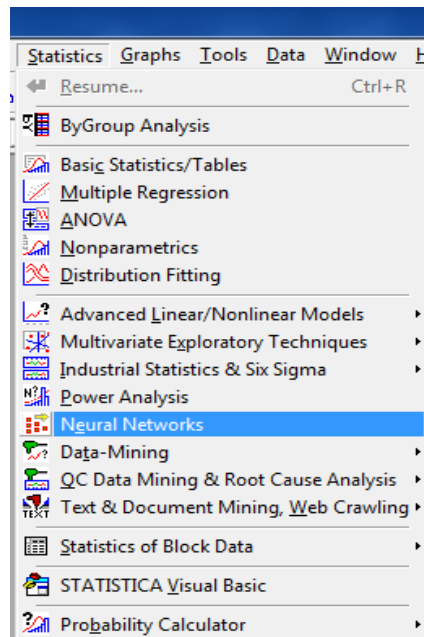 Statistics Graphs Tools Data Window H
Resume... Ctrl+R
ByGroup Analysis
Basic Statistics/Tables
Multiple Regression
ANOVA
Nonparametrics
Distribution Fitting
Advanced Linear/Nonlinear Models
Multivariate Exploratory Techniques
Industrial Statistics & Six Sigma
Power Analysis
Neural Networks
Data-Mining
QC Data Mining & Root Cause Analysis
Text & Document Mining, Web Crawling
Statistics of Block Data
STATISTICA Visual Basic
Probability Calculator